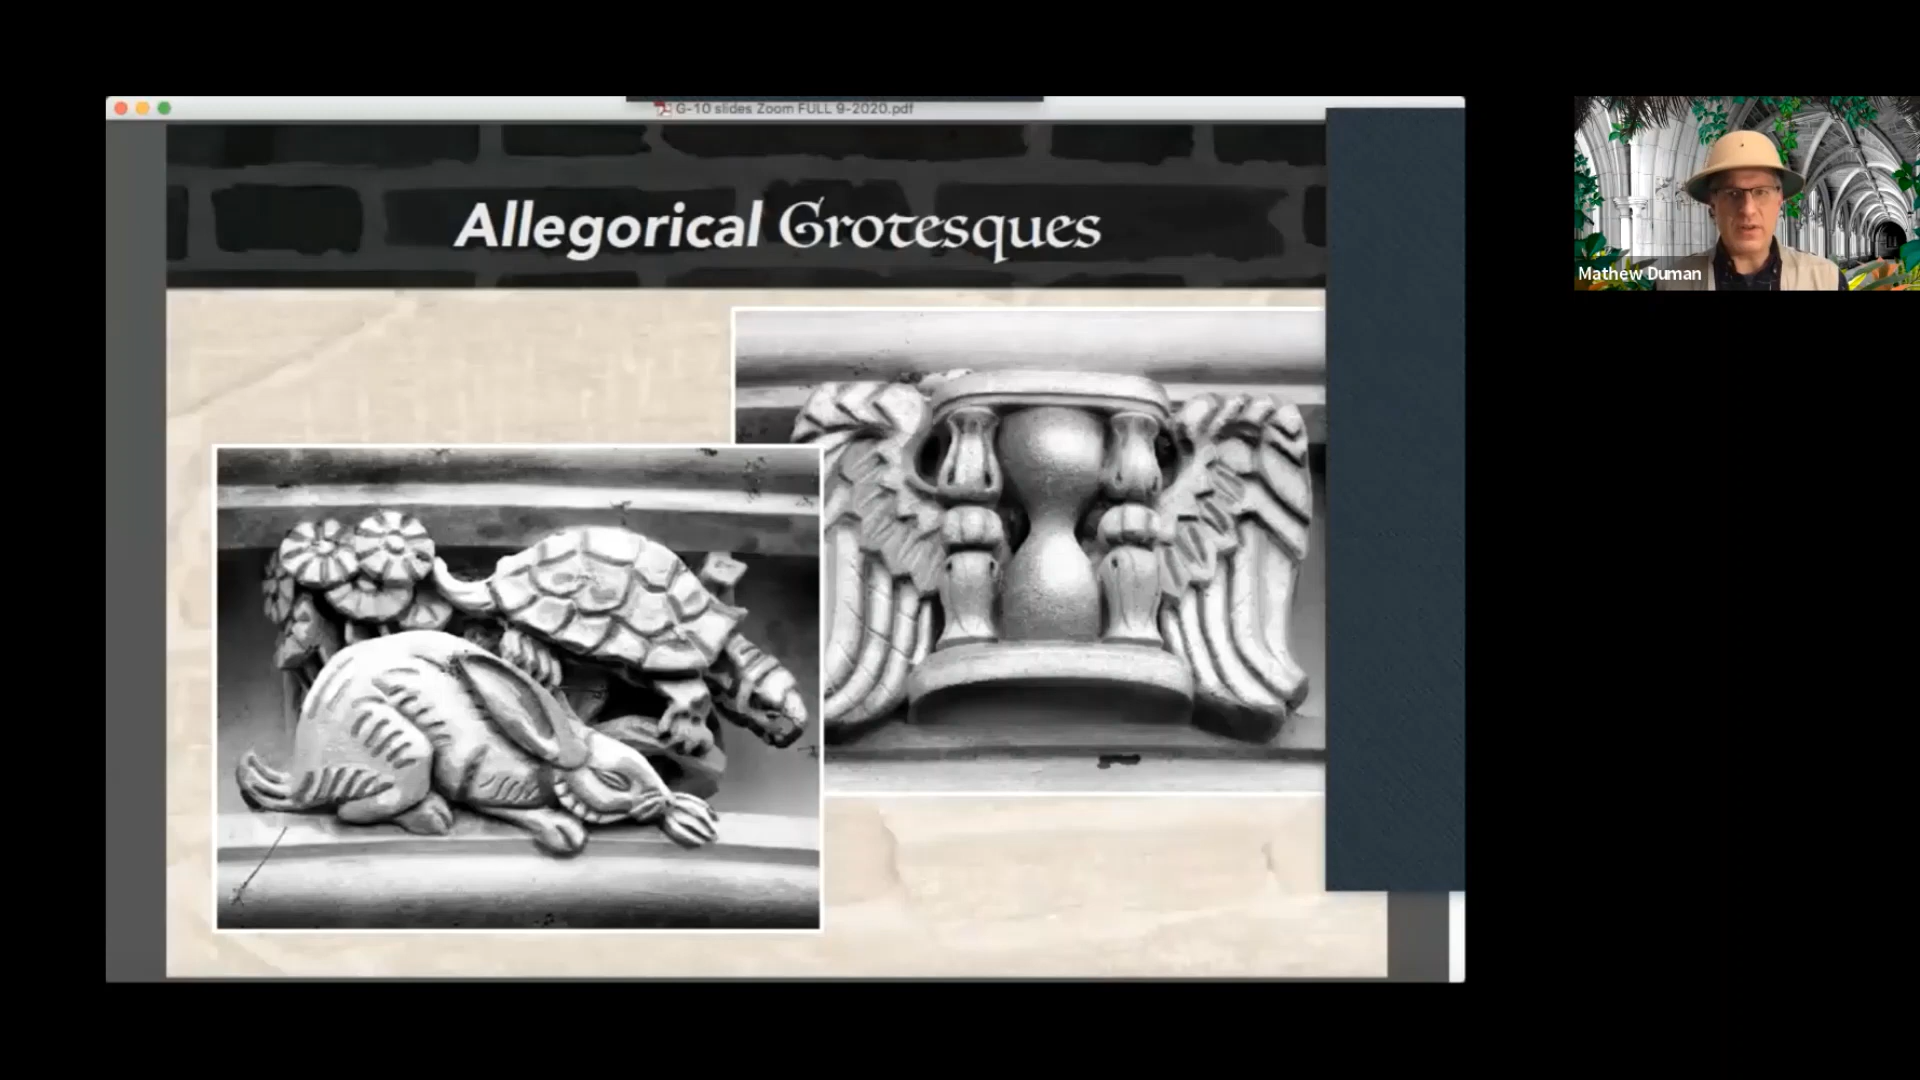 G-10 slides Zoom FULL 9-2020.pdf
Allegorical Grotesques
Mathew Duman